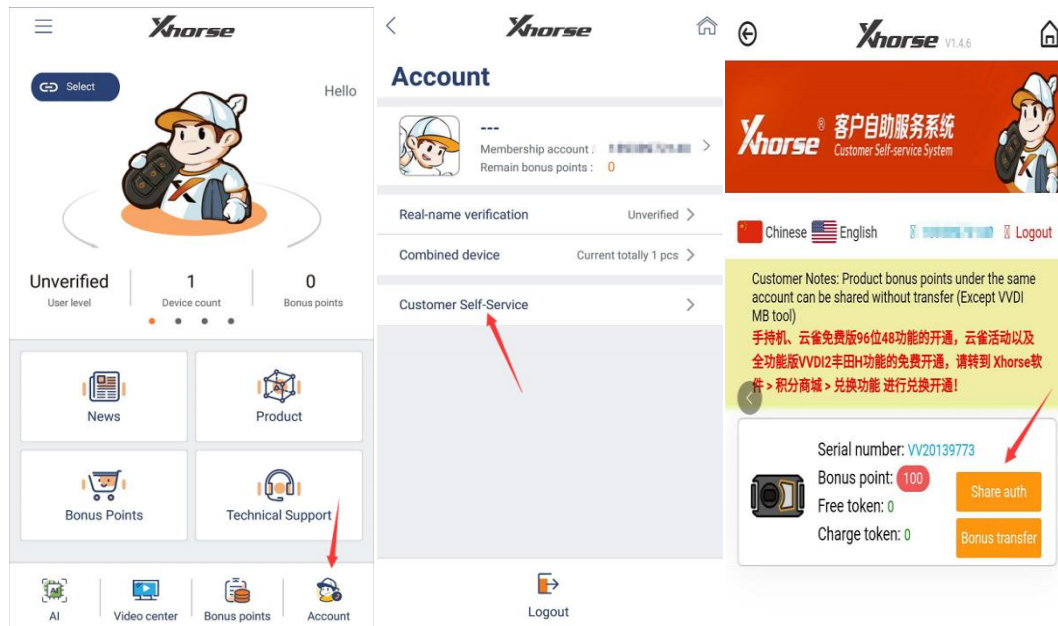 Xhorse
Select
Hello
Unverified
User level
1
Device count
0
Bonus points
News
Product
Bonus Points
Technical Support
AI
Video center
Bonus points
Account
Xhorse
Account
---
Membership account :
Remain bonus points : 0
Real-name verification Unverified
Combined device Current totally 1 pcs
Customer Self-Service
Logout
Xhorse V1.4.6
Xhorse ® 客户自助服务系统
Customer Self-service System
Chinese English Logout
Customer Notes: Product bonus points under the same
account can be shared without transfer (Except VVDI
MB tool)
手持机、云雀免费版96位48功能的开通，云雀活动以及
全功能版VVDI2丰田H功能的免费开通，请转到 Xhorse软
件 > 积分商城 > 兑换功能 进行兑换开通！
Serial number: VV20139773
Bonus point: 100
Free token: 0
Charge token: 0
Share auth
Bonus transfer